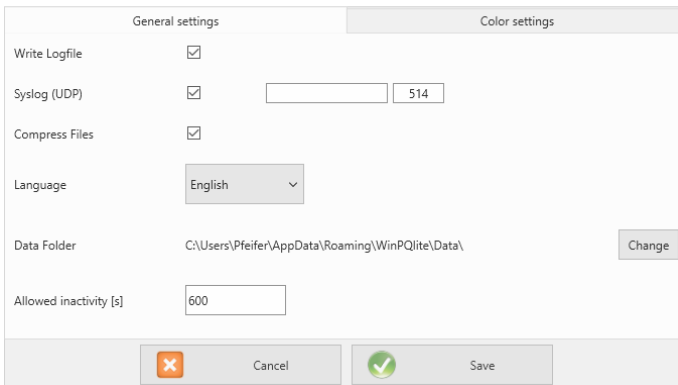 General settings
Color settings
Write Logfile
Syslog (UDP) 514
Compress Files
Language English
Data Folder C:\Users\Pfeifer\AppData\Roaming\WinPQlite\Data\ Change
Allowed inactivity [s] 600
Cancel Save